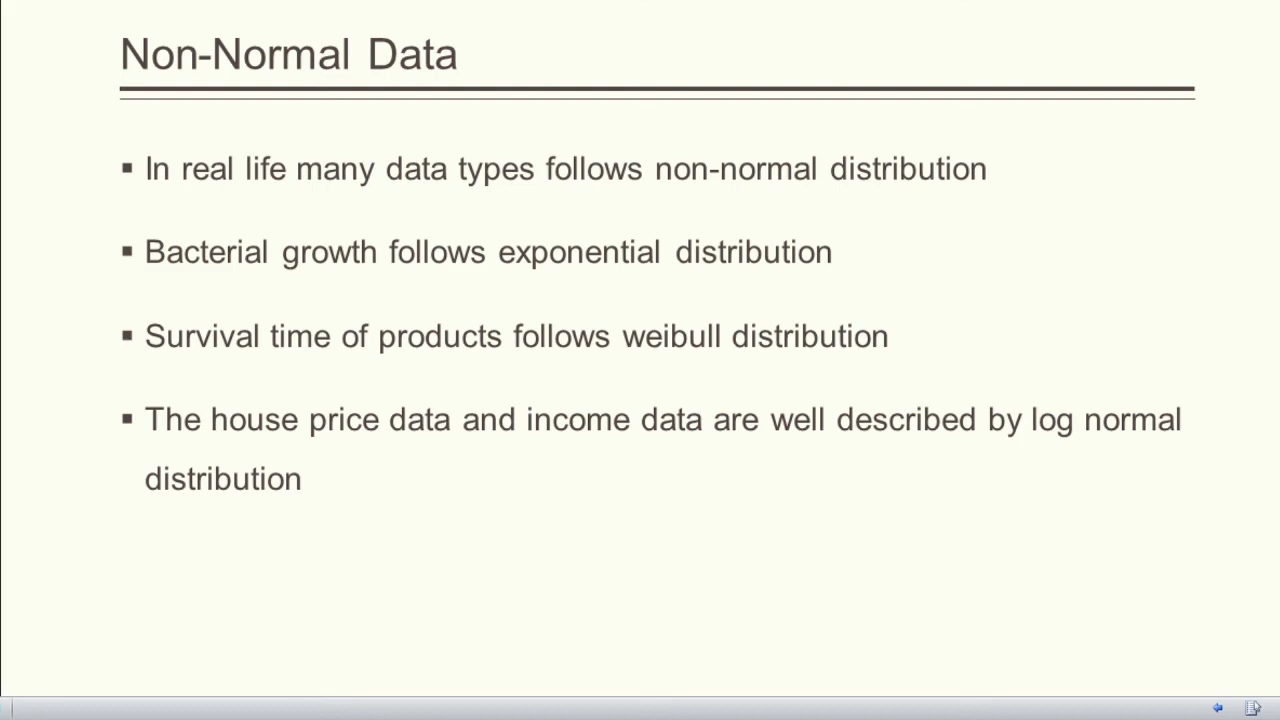 Non-Normal Data
▪ In real life many data types follows non-normal distribution
▪ Bacterial growth follows exponential distribution
▪ Survival time of products follows weibull distribution
▪ The house price data and income data are well described by log normal
distribution